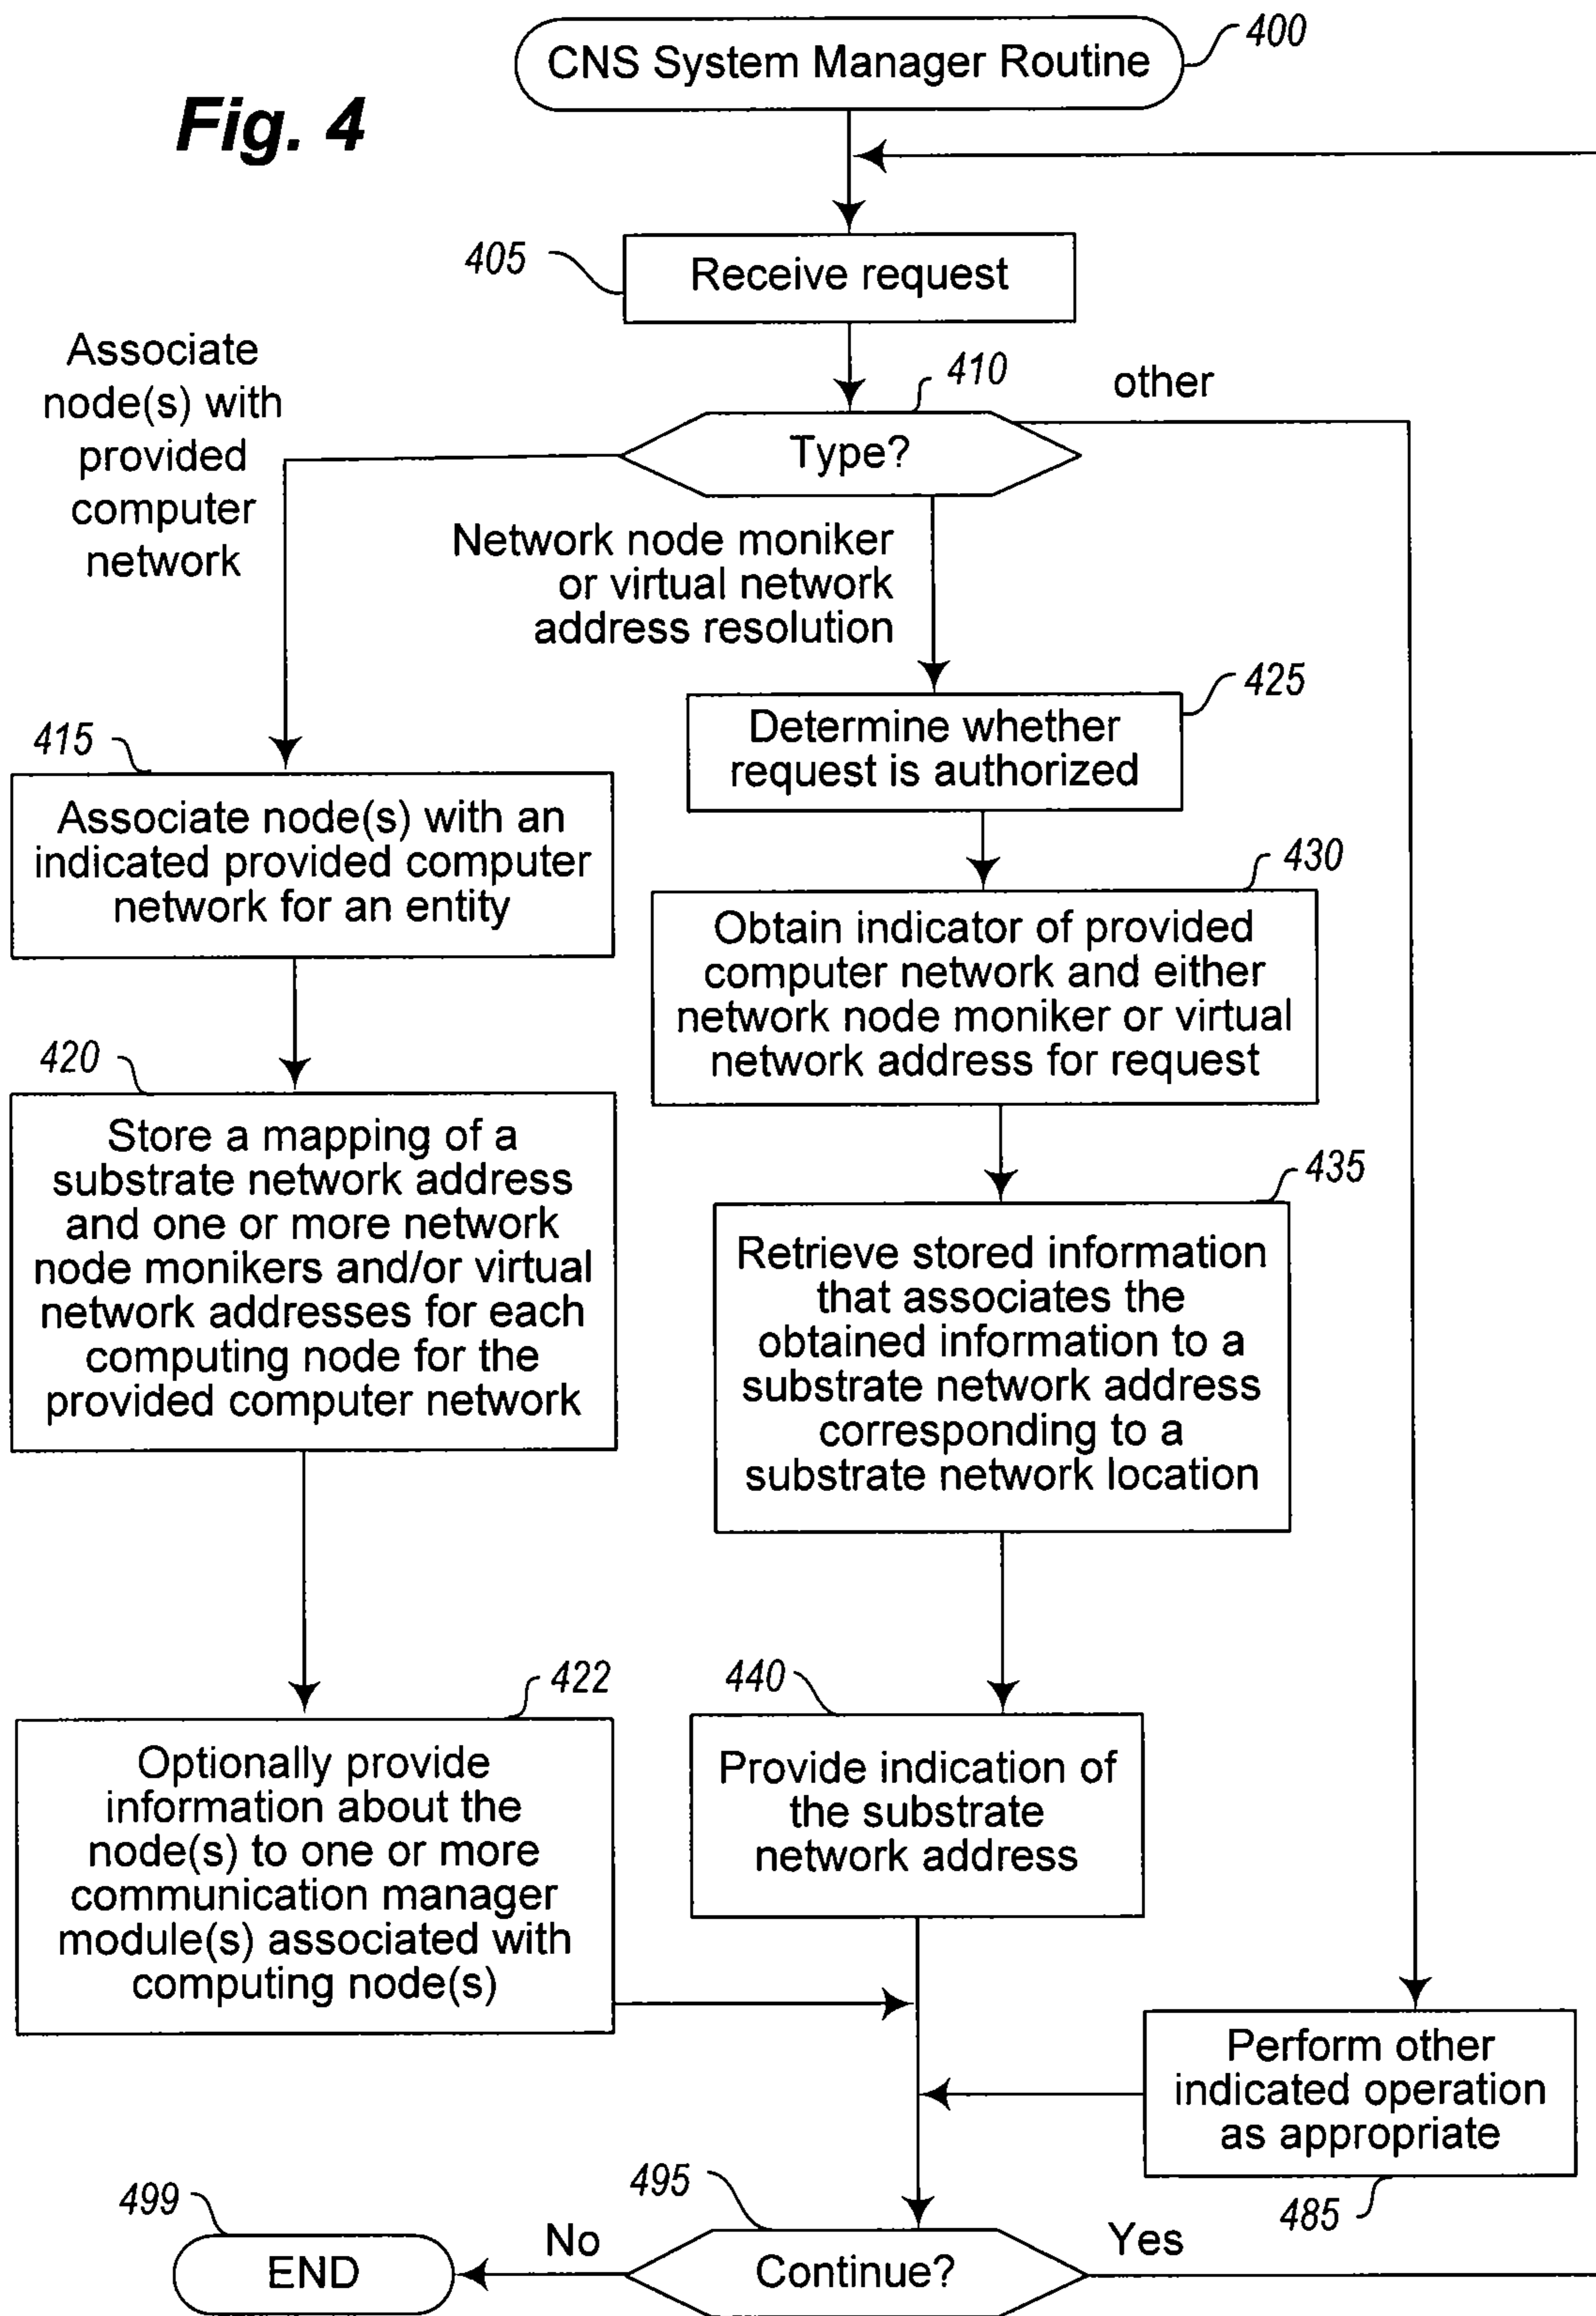 Fig. 4
CNS System Manager Routine
400
405
Receive request
410
Type?
other
Associate
node(s) with
provided
computer
network
Network node moniker
or virtual network
address resolution
415
Associate node(s) with an
indicated provided computer
network for an entity
420
Store a mapping of a
substrate network address
and one or more network
node monikers and/or virtual
network addresses for each
computing node for the
provided computer network
422
Optionally provide
information about the
node(s) to one or more
communication manager
module(s) associated with
computing node(s)
425
Determine whether
request is authorized
430
Obtain indicator of provided
computer network and either
network node moniker or virtual
network address for request
435
Retrieve stored information
that associates the
obtained information to a
substrate network address
corresponding to a
substrate network location
440
Provide indication of
the substrate
network address
Perform other
indicated operation
as appropriate
485
495
Continue?
Yes
No
499
END